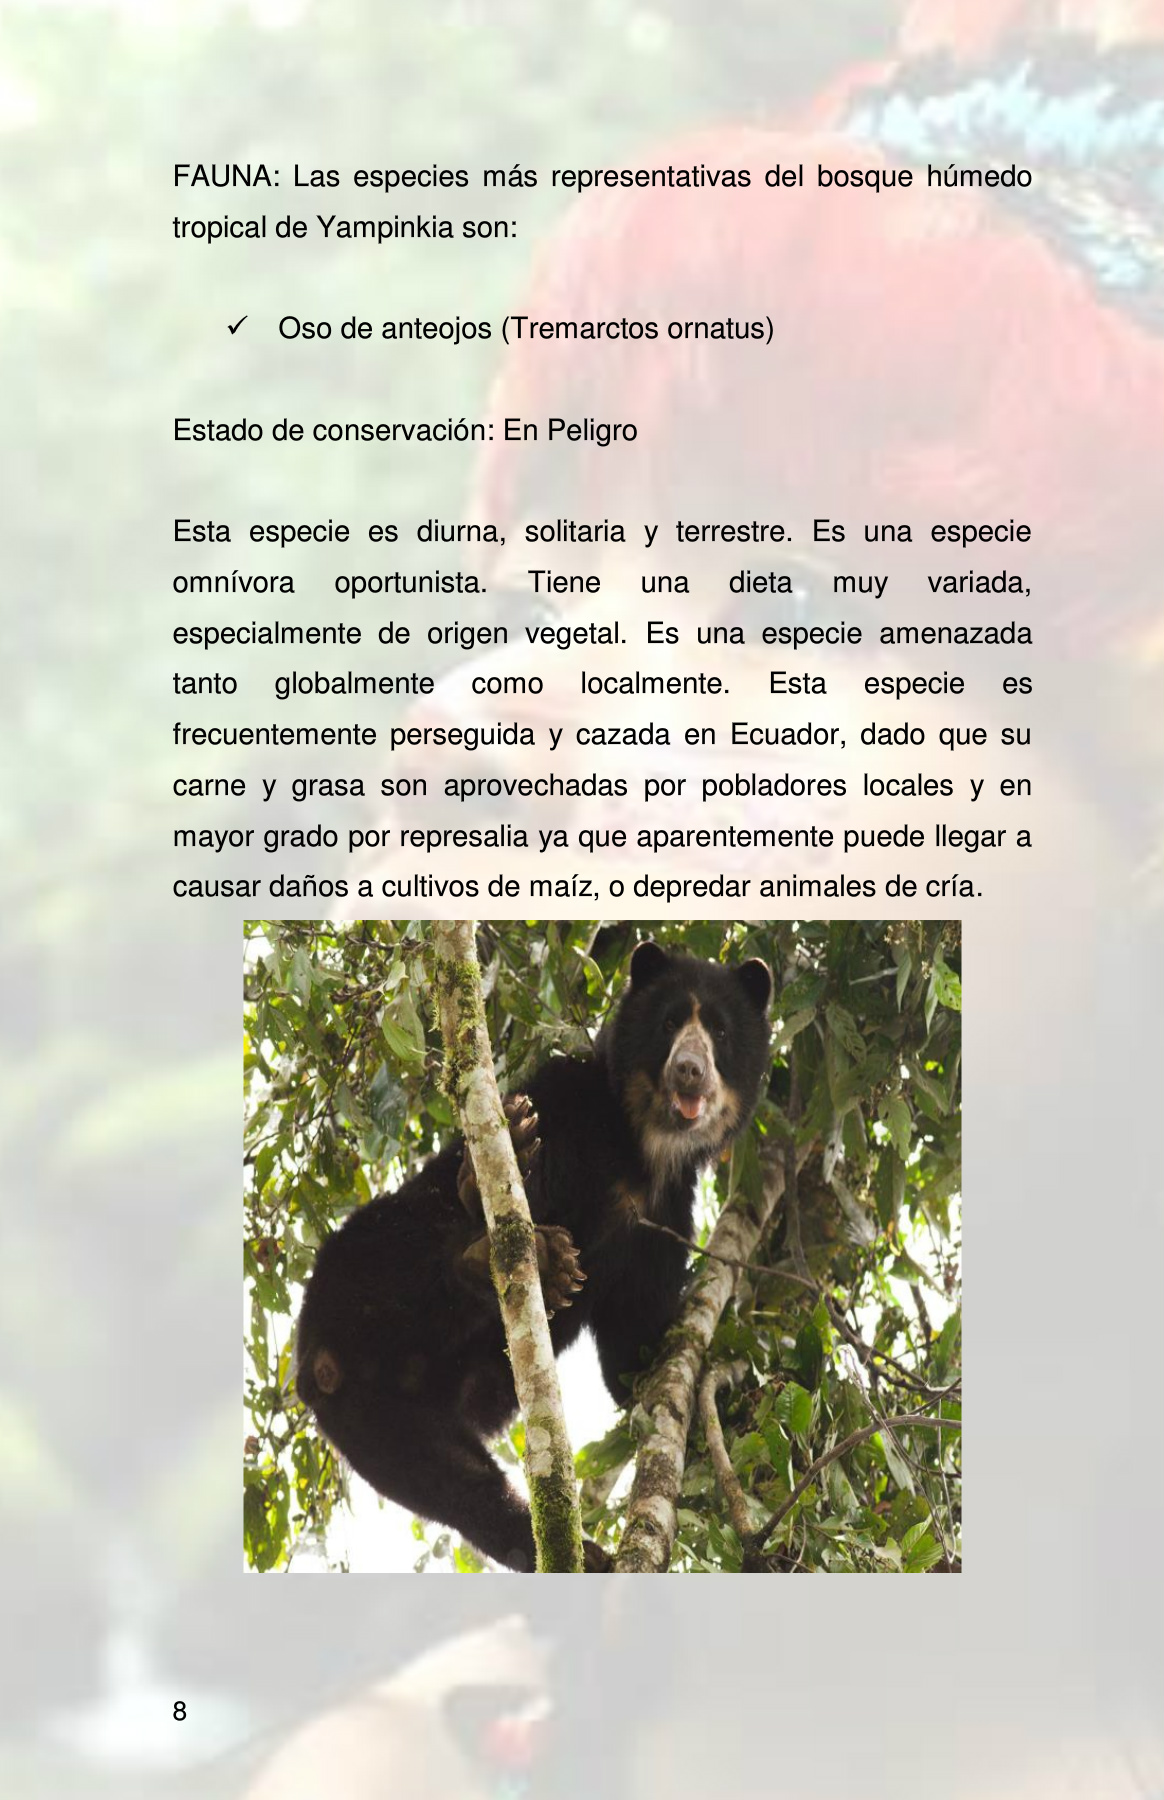 FAUNA: Las especies más representativas del bosque húmedo
tropical de Yampinkia son:
✓ Oso de anteojos (Tremarctos ornatus)
Estado de conservación: En Peligro
Esta especie es diurna, solitaria y terrestre. Es una especie
omnívora oportunista. Tiene una dieta muy variada,
especialmente de origen vegetal. Es una especie amenazada
tanto globalmente como localmente. Esta especie es
frecuentemente perseguida y cazada en Ecuador, dado que su
carne y grasa son aprovechadas por pobladores locales y en
mayor grado por represalia ya que aparentemente puede llegar a
causar daños a cultivos de maíz, o depredar animales de cría.
8